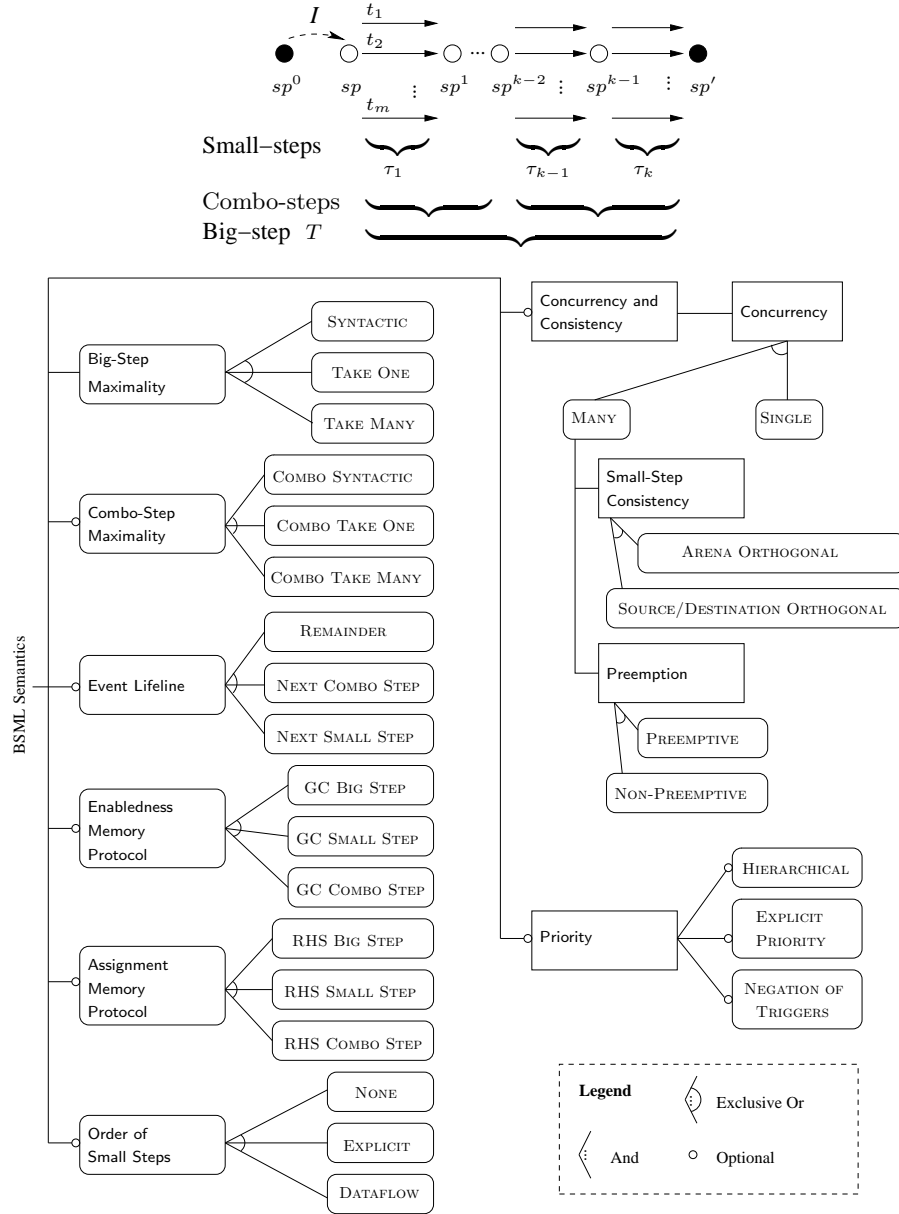 I
t₁
t₂
···
sp⁰ sp ⋮ sp¹ spᵏ⁻² ⋮ spᵏ⁻¹ ⋮ sp′
tₘ
Small–steps
τ₁ τₖ₋₁ τₖ
Combo-steps
Big–step T
BSML Semantics
Big-Step
Maximality
SYNTACTIC
TAKE ONE
TAKE MANY
Combo-Step
Maximality
COMBO SYNTACTIC
COMBO TAKE ONE
COMBO TAKE MANY
Event Lifeline
REMAINDER
NEXT COMBO STEP
NEXT SMALL STEP
Enabledness
Memory
Protocol
GC BIG STEP
GC SMALL STEP
GC COMBO STEP
Assignment
Memory
Protocol
RHS BIG STEP
RHS SMALL STEP
RHS COMBO STEP
Order of
Small Steps
NONE
EXPLICIT
DATAFLOW
Concurrency and
Consistency
Concurrency
MANY
SINGLE
Small-Step
Consistency
ARENA ORTHOGONAL
SOURCE/DESTINATION ORTHOGONAL
Preemption
PREEMPTIVE
NON-PREEMPTIVE
Priority
HIERARCHICAL
EXPLICIT
PRIORITY
NEGATION OF
TRIGGERS
Legend
Exclusive Or
And
Optional